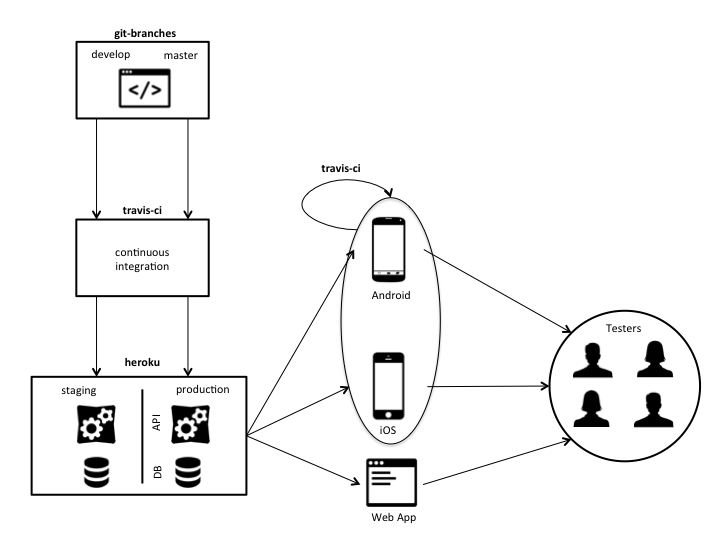 git-branches
develop master
</>
travis-ci
continuous
integration
heroku
staging production
API
DB
travis-ci
Android
iOS
Web App
Testers